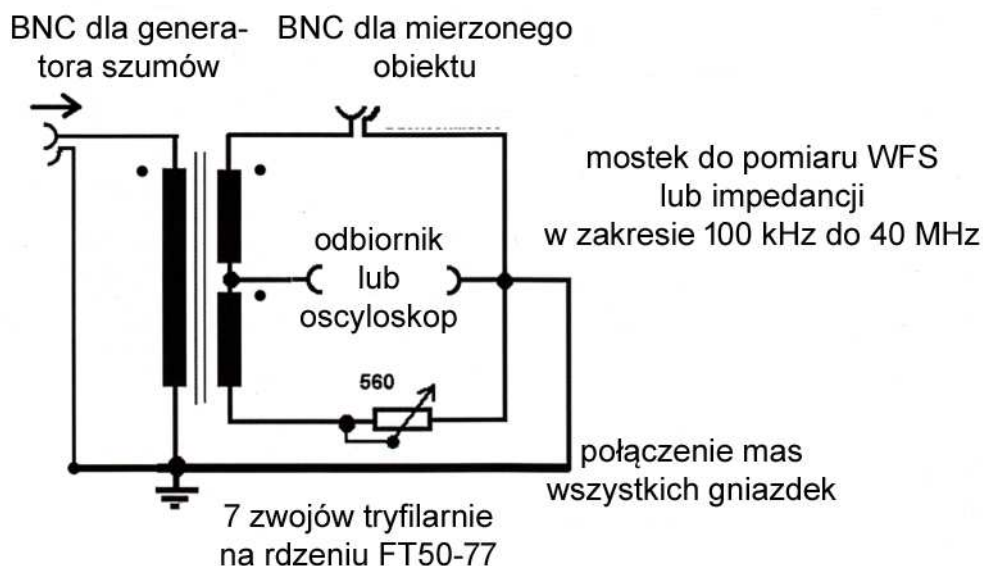 BNC dla genera-
tora szumów
BNC dla mierzonego
obiektu
mostek do pomiaru WFS
lub impedancji
w zakresie 100 kHz do 40 MHz
odbiornik
lub
oscyloskop
560
połączenie mas
wszystkich gniazdek
7 zwojów tryfilarnie
na rdzeniu FT50-77